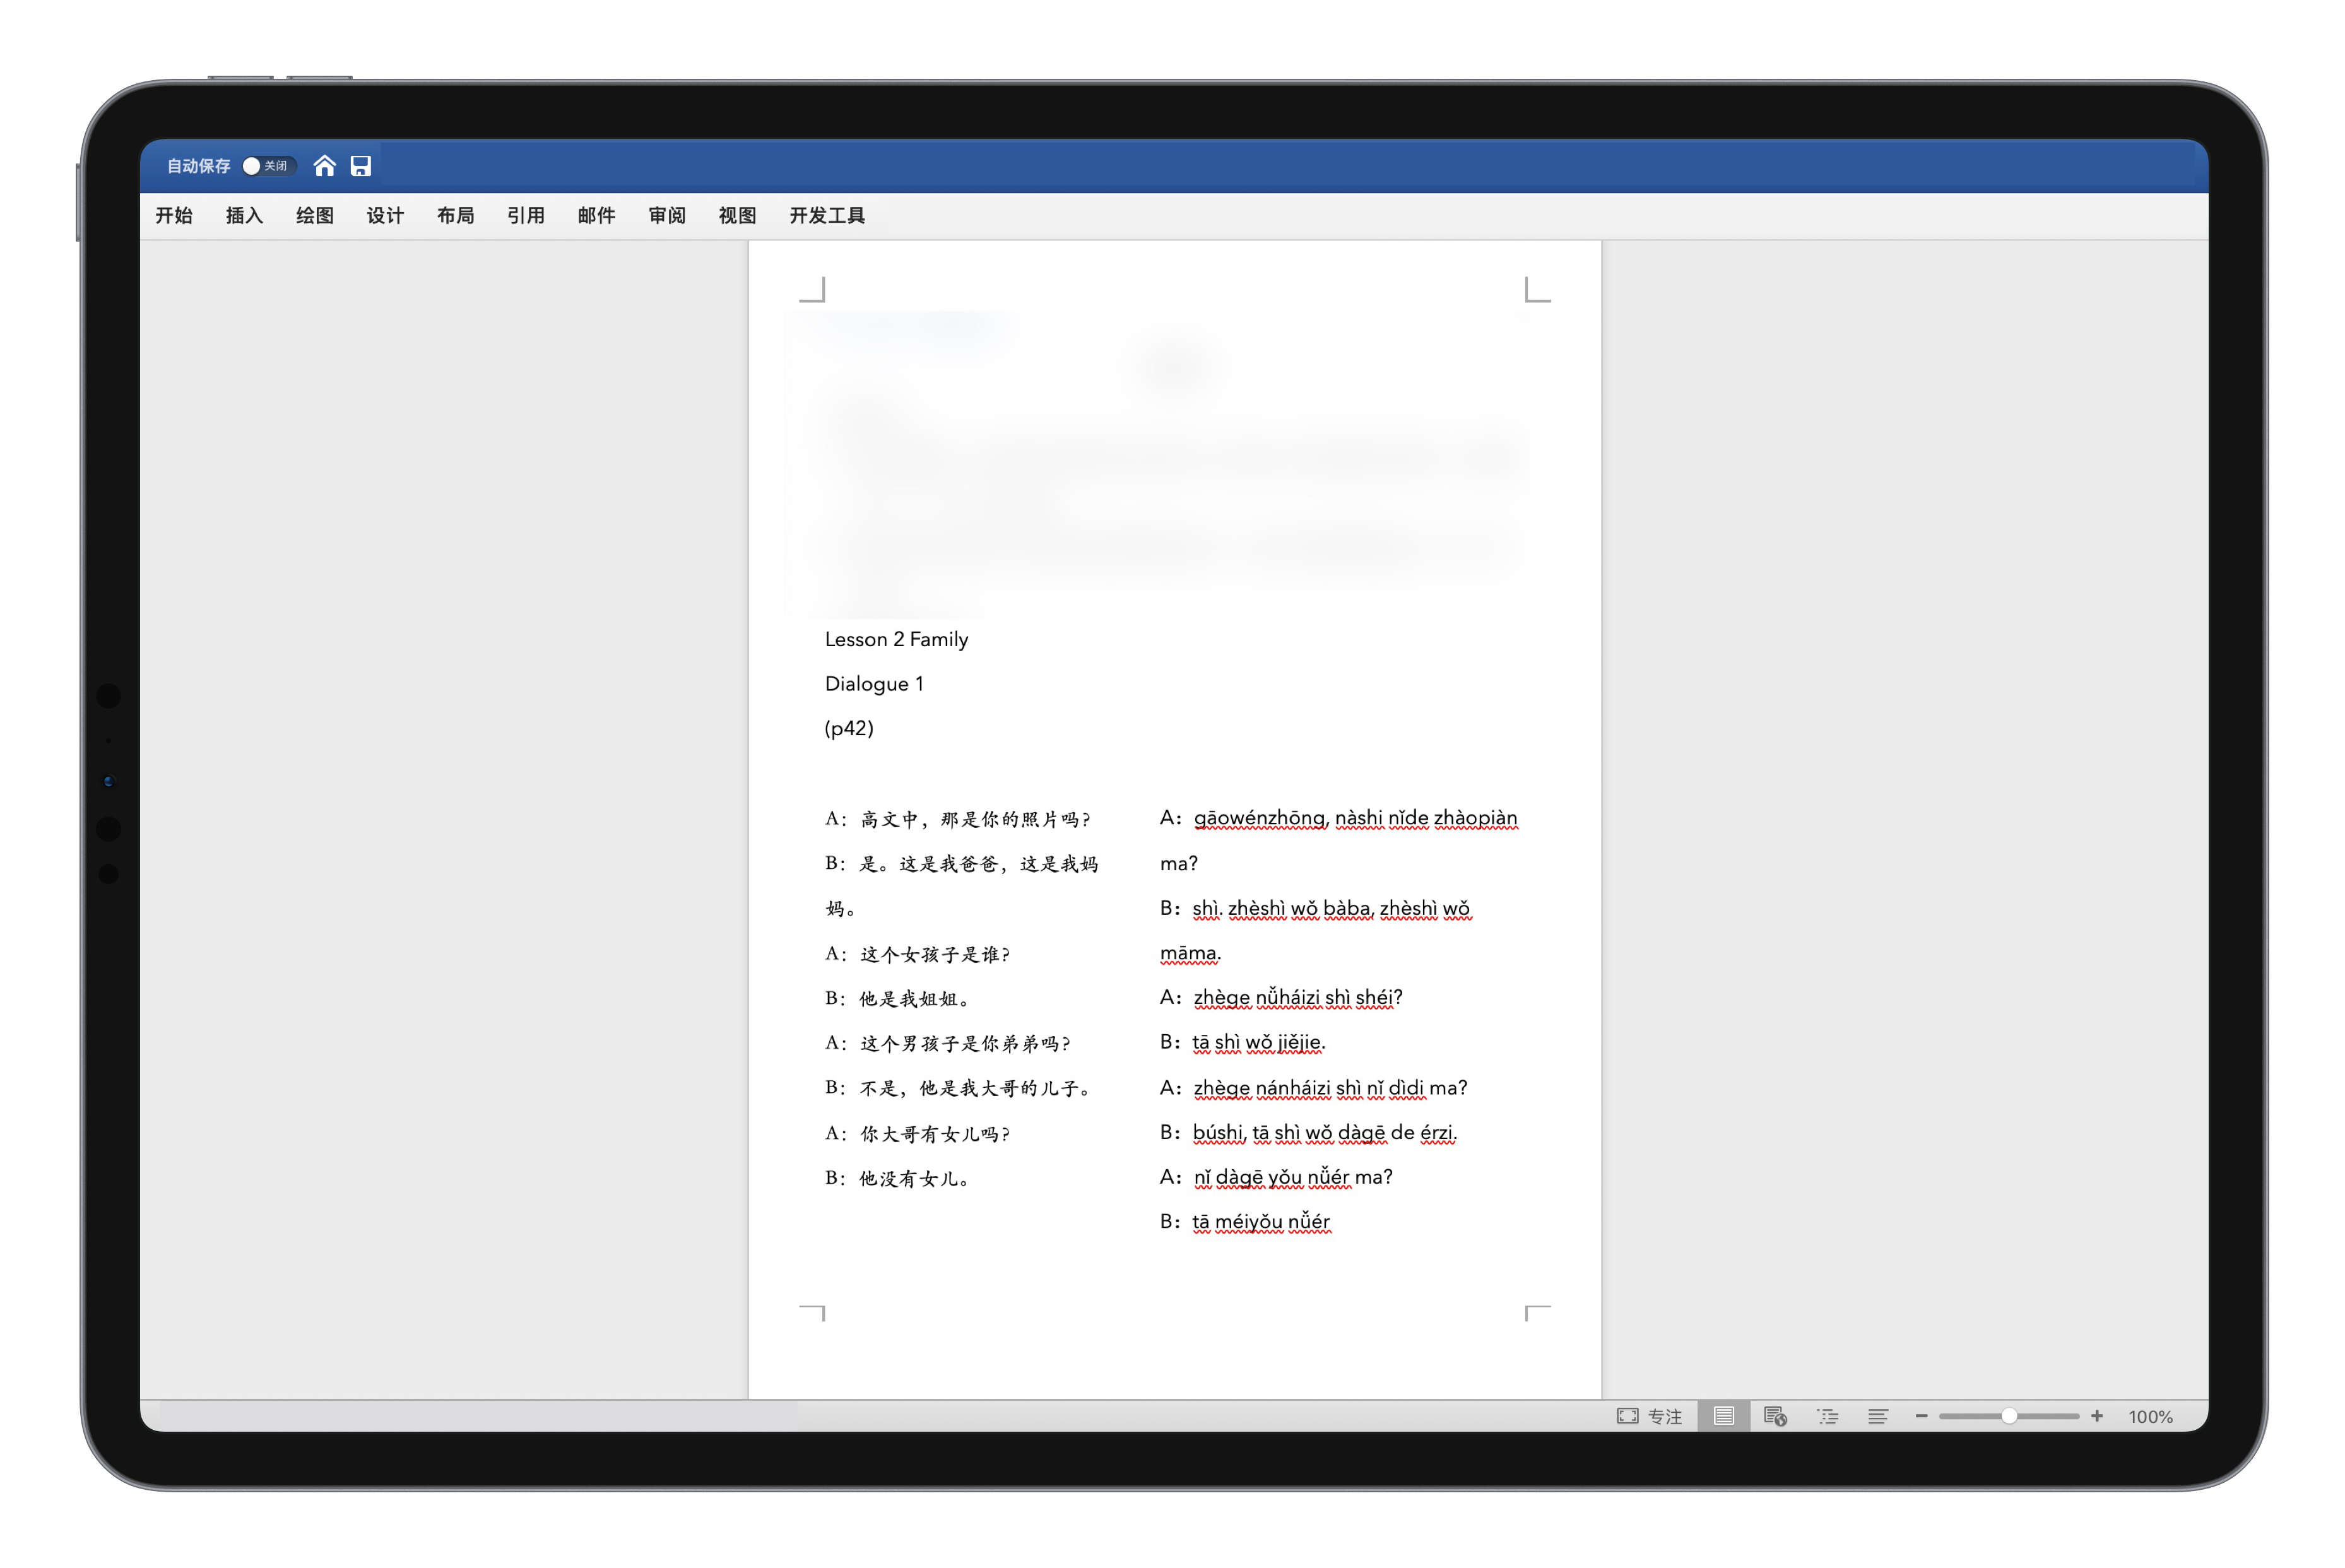 自动保存 关闭
开始 插入 绘图 设计 布局 引用 邮件 审阅 视图 开发工具
Lesson 2 Family
Dialogue 1
(p42)
A：高文中，那是你的照片吗？
B：是。这是我爸爸，这是我妈
妈。
A：这个女孩子是谁？
B：他是我姐姐。
A：这个男孩子是你弟弟吗？
B：不是，他是我大哥的儿子。
A：你大哥有女儿吗？
B：他没有女儿。
A：gāowénzhōng, nàshi nǐde zhàopiàn
ma?
B：shì. zhèshì wǒ bàba, zhèshì wǒ
māma.
A：zhège nǚháizi shì shéi?
B：tā shì wǒ jiějie.
A：zhège nánháizi shì nǐ dìdi ma?
B：búshi, tā shì wǒ dàgē de érzi.
A：nǐ dàgē yǒu nǚér ma?
B：tā méiyǒu nǚér
专注 100%